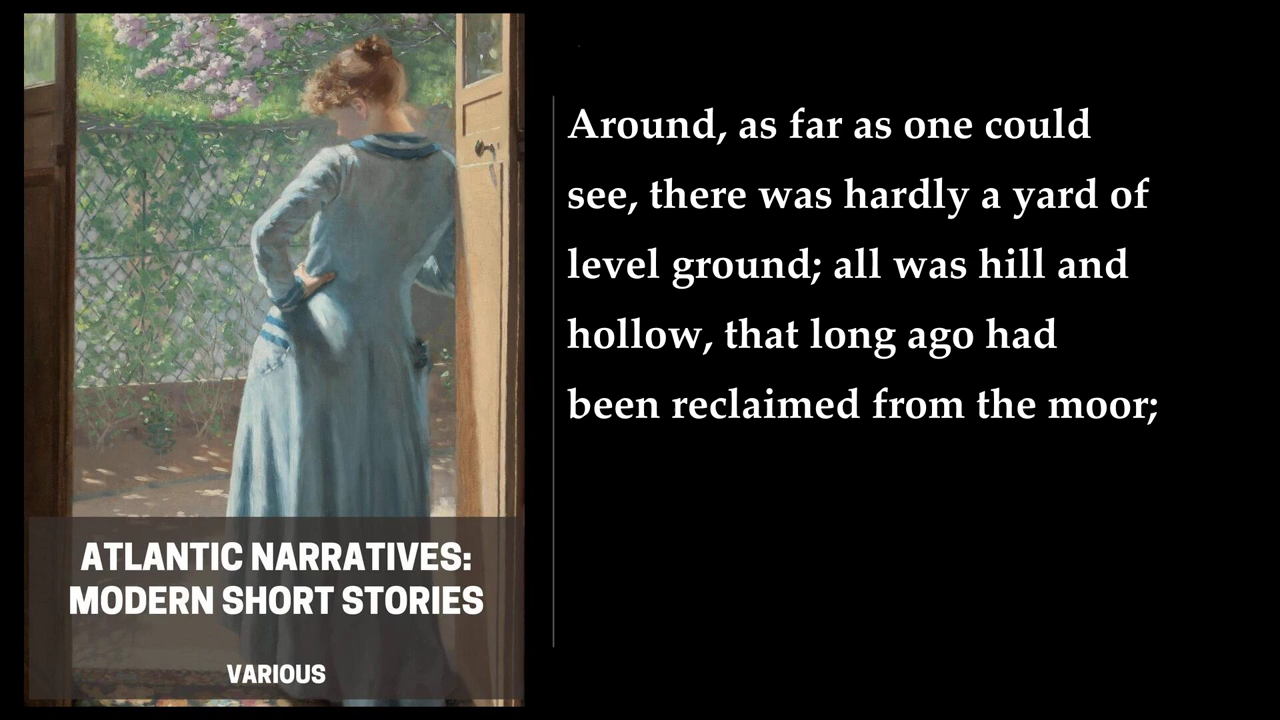 Around, as far as one could
see, there was hardly a yard of
level ground; all was hill and
hollow, that long ago had
been reclaimed from the moor;
ATLANTIC NARRATIVES:
MODERN SHORT STORIES
VARIOUS